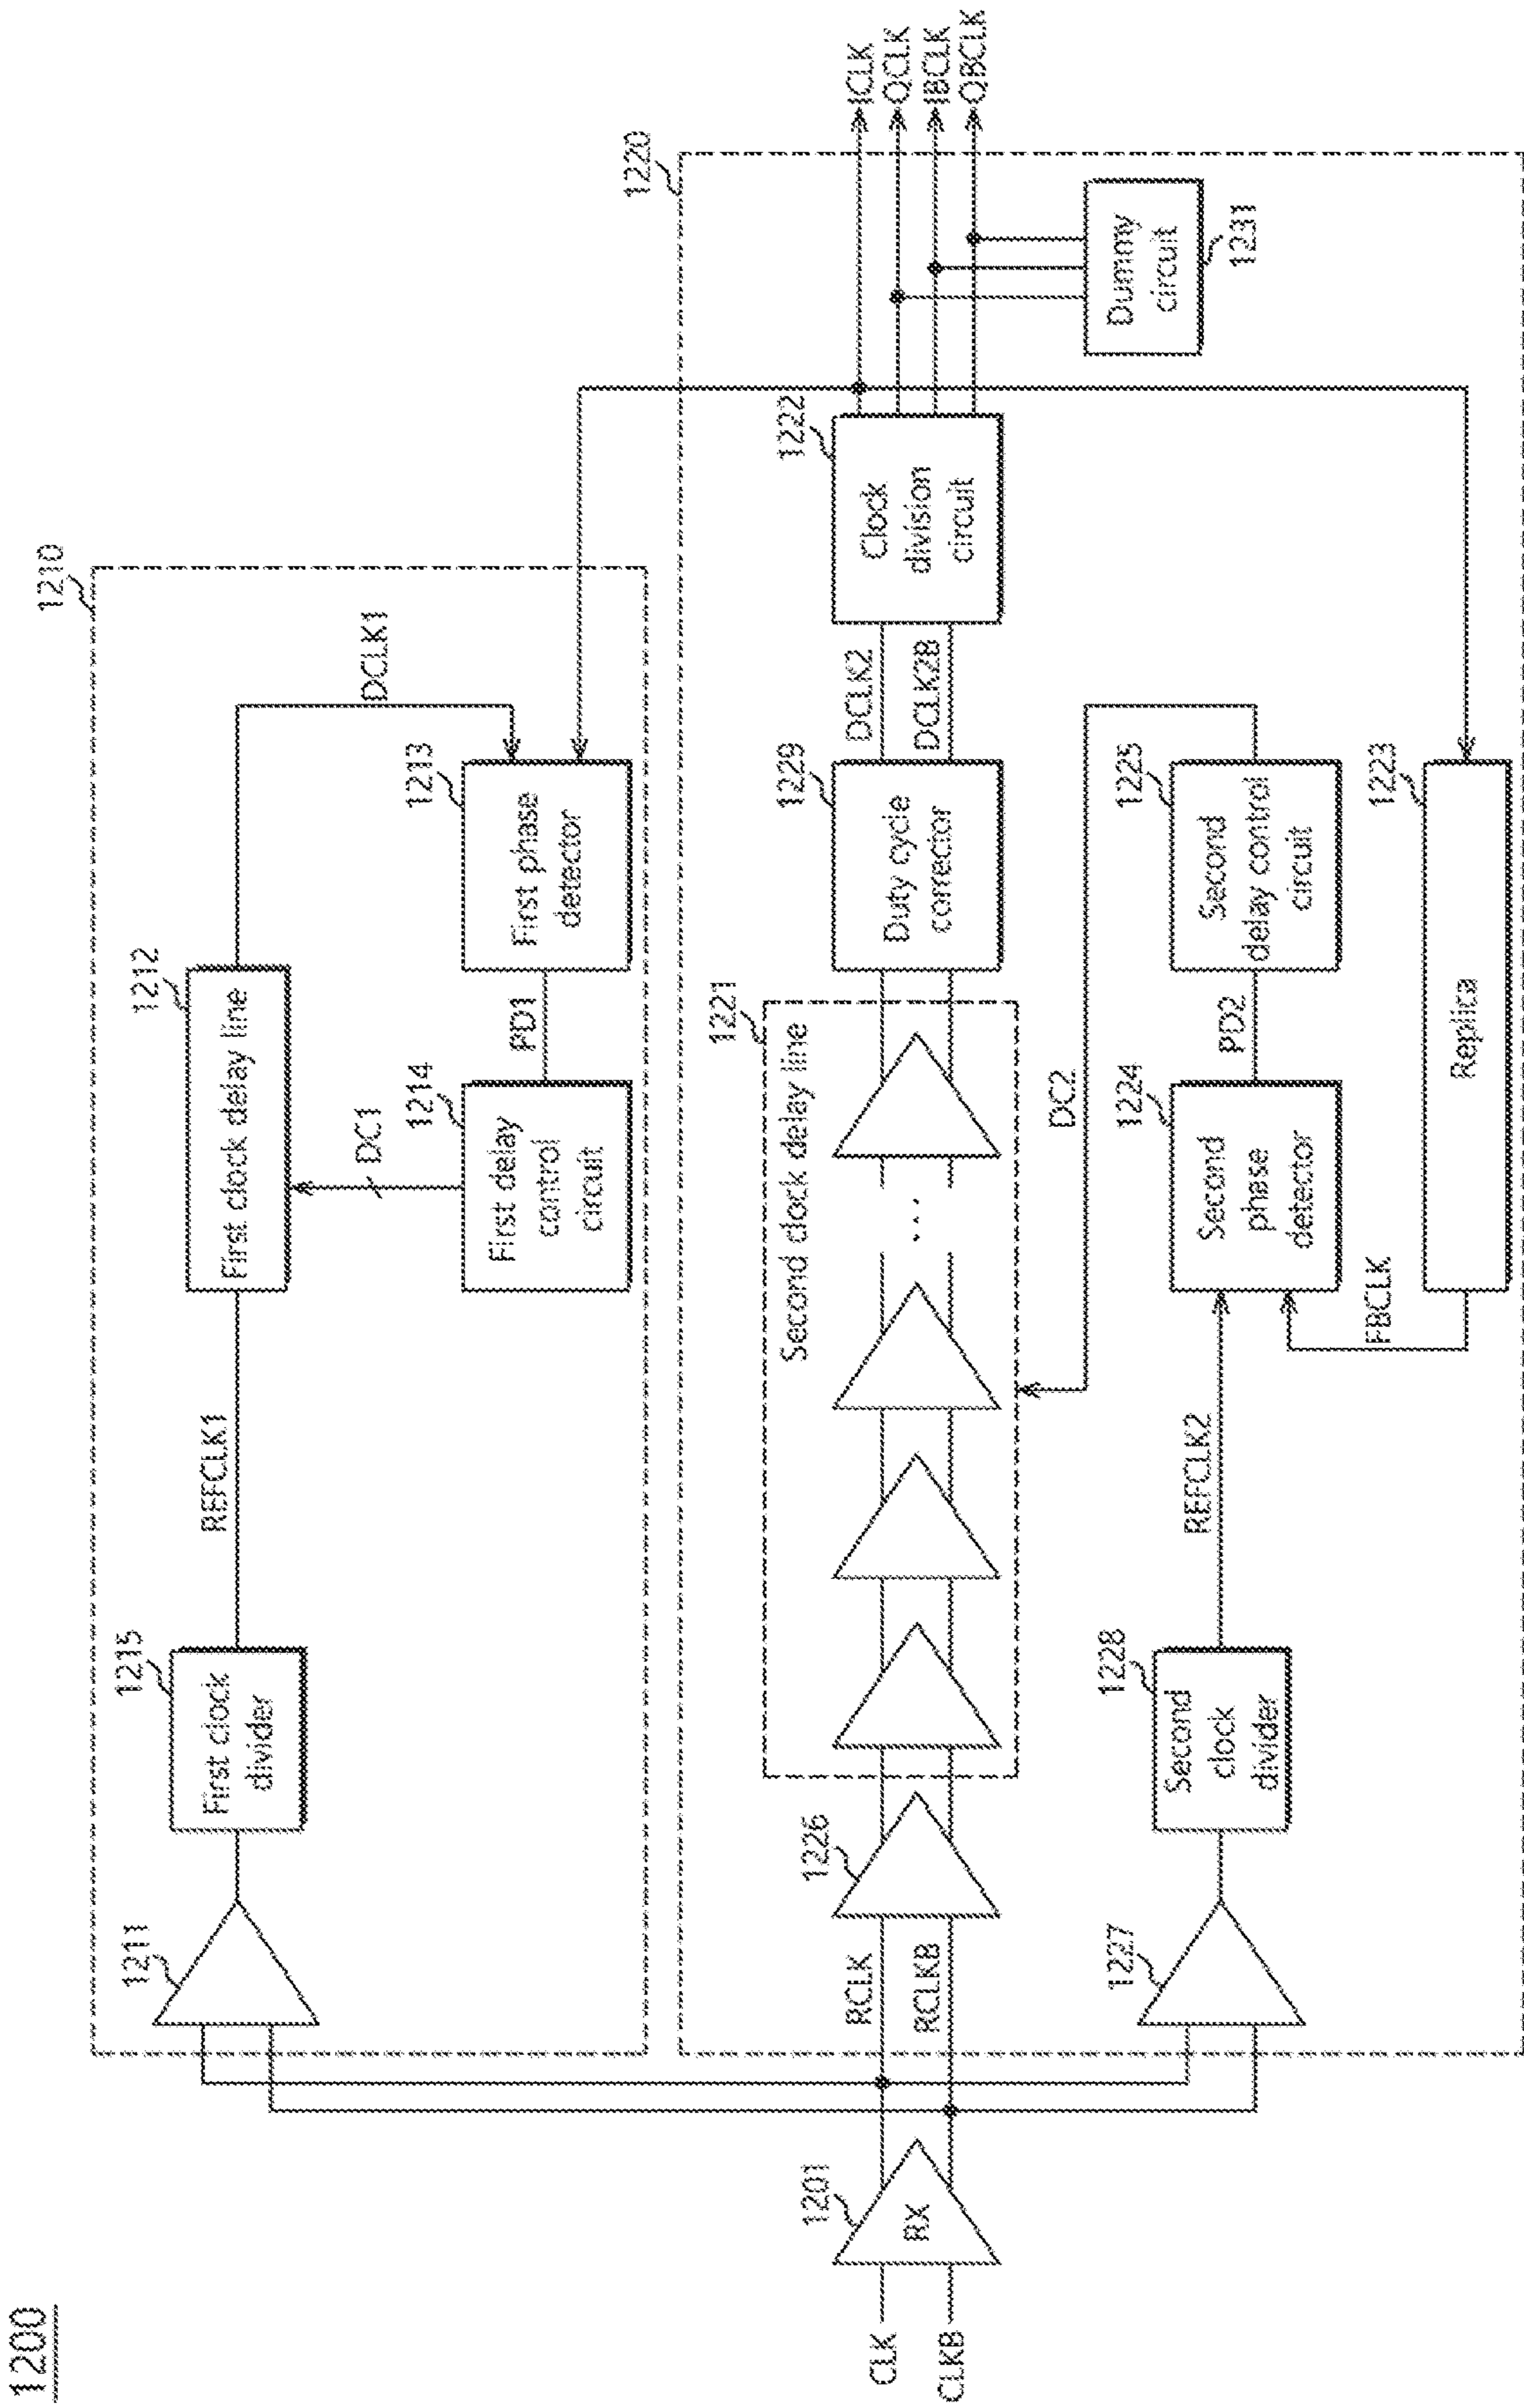 1200
1210
1212
First clock delay line
DCLK1
1215
First clock
divider
REFCLK1
1211
DC1
1214
First delay
control
circuit
PD1
1213
First phase
detector
1220
1221
Second clock delay line
...
1226
RCLK
RCLKB
1201
RX
CLK
CLKB
1229
Duty cycle
corrector
DCLK2
DCLK2B
1222
Clock
division
circuit
ICLK
QCLK
IBCLK
QBCLK
Dummy
circuit
1231
DC2
1227
1228
Second
clock
divider
REFCLK2
1224
Second
phase
detector
PD2
1225
Second
delay control
circuit
FBCLK
1223
Replica